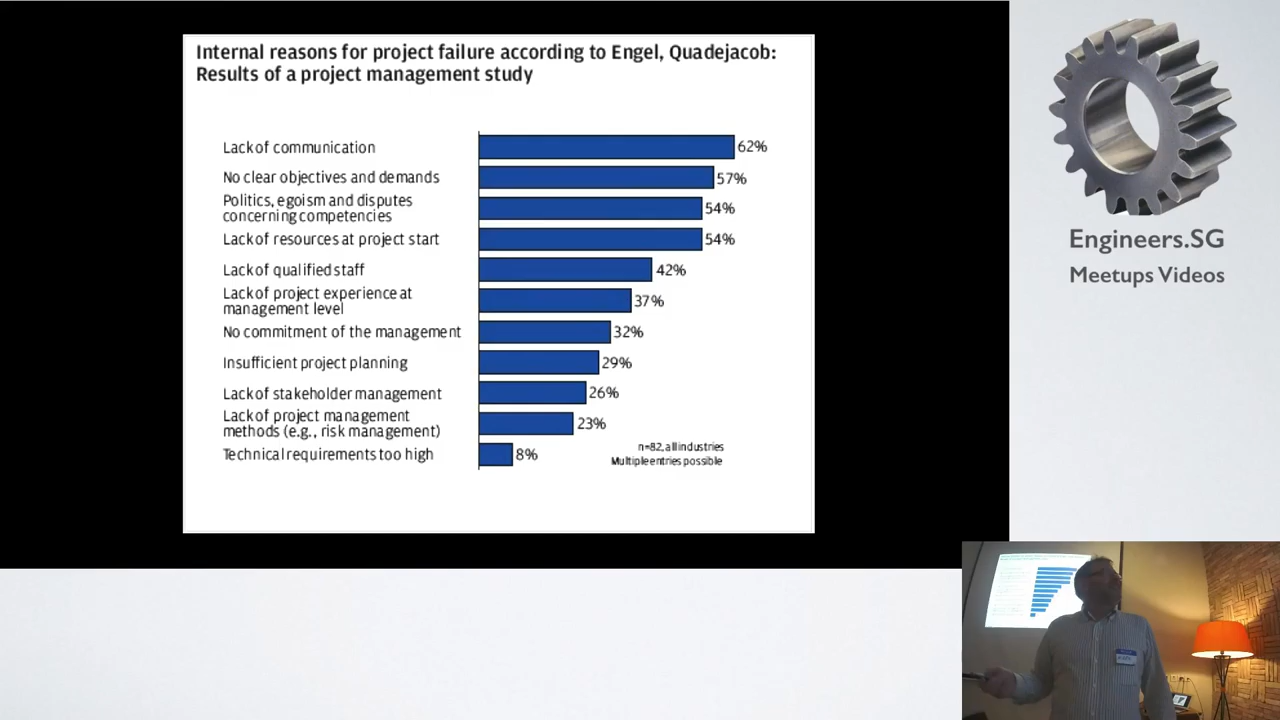 Internal reasons for project failure according to Engel, Quadejacob:
Results of a project management study
Lack of communication
62%
No clear objectives and demands
57%
Politics, egoism and disputes
concerning competencies
54%
Lack of resources at project start
54%
Lack of qualified staff
42%
Lack of project experience at
management level
37%
No commitment of the management
32%
Insufficient project planning
29%
Lack of stakeholder management
26%
Lack of project management
methods (e.g., risk management)
23%
Technical requirements too high
8%
n=82, all industries
Multiple entries possible
Engineers.SG
Meetups Videos